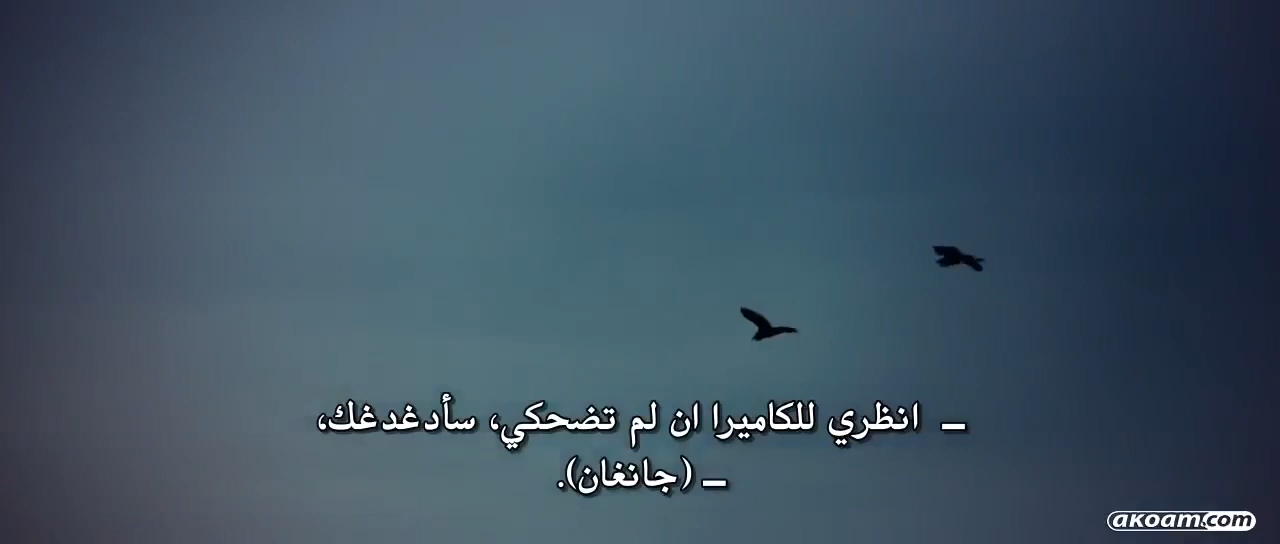 ـ انظري للكاميرا ان لم تضحكي، سأدغدغك،
ـ (جانغان).
akoam.com